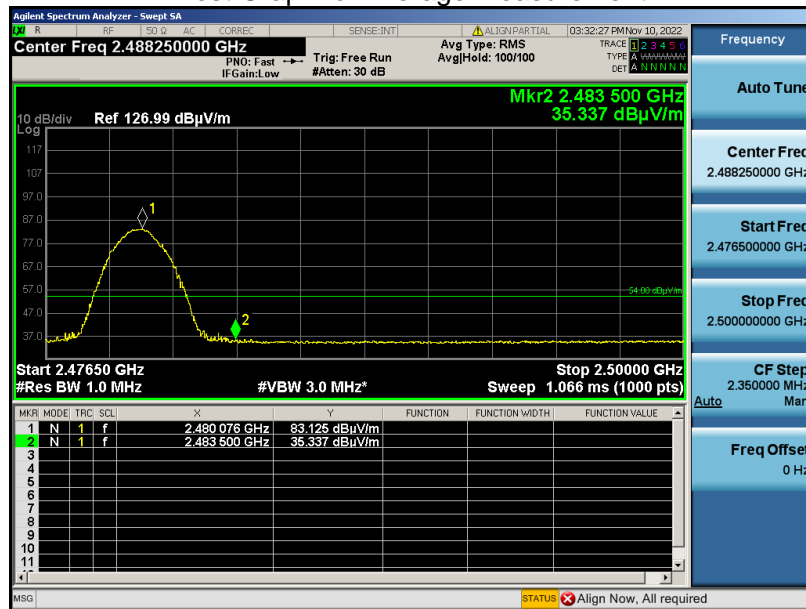 Agilent Spectrum Analyzer - Swept SA
LXI R RF 50 Ω AC CORREC SENSE:INT ALIGN PARTIAL 03:32:27 PM Nov 10, 2022
Center Freq 2.488250000 GHz
PNO: Fast
IFGain:Low
Trig: Free Run
#Atten: 30 dB
Avg Type: RMS
Avg|Hold: 100/100
TRACE 1 2 3 4 5 6
TYPE A WWWWW
DET A N N N N N
Mkr2 2.483 500 GHz
35.337 dBµV/m
10 dB/div Ref 126.99 dBµV/m
Log
117
107
97.0
87.0
77.0
67.0
57.0
47.0
37.0
1
2
54.00 dBµV/m
Start 2.47650 GHz Stop 2.50000 GHz
#Res BW 1.0 MHz #VBW 3.0 MHz* Sweep 1.066 ms (1000 pts)
MKR MODE TRC SCL X Y FUNCTION FUNCTION WIDTH FUNCTION VALUE
1 N 1 f 2.480 076 GHz 83.125 dBµV/m
2 N 1 f 2.483 500 GHz 35.337 dBµV/m
3
4
5
6
7
8
9
10
11
MSG STATUS Align Now, All required
Frequency
Auto Tune
Center Freq
2.488250000 GHz
Start Freq
2.476500000 GHz
Stop Freq
2.500000000 GHz
CF Step
2.350000 MHz
Auto Man
Freq Offset
0 Hz